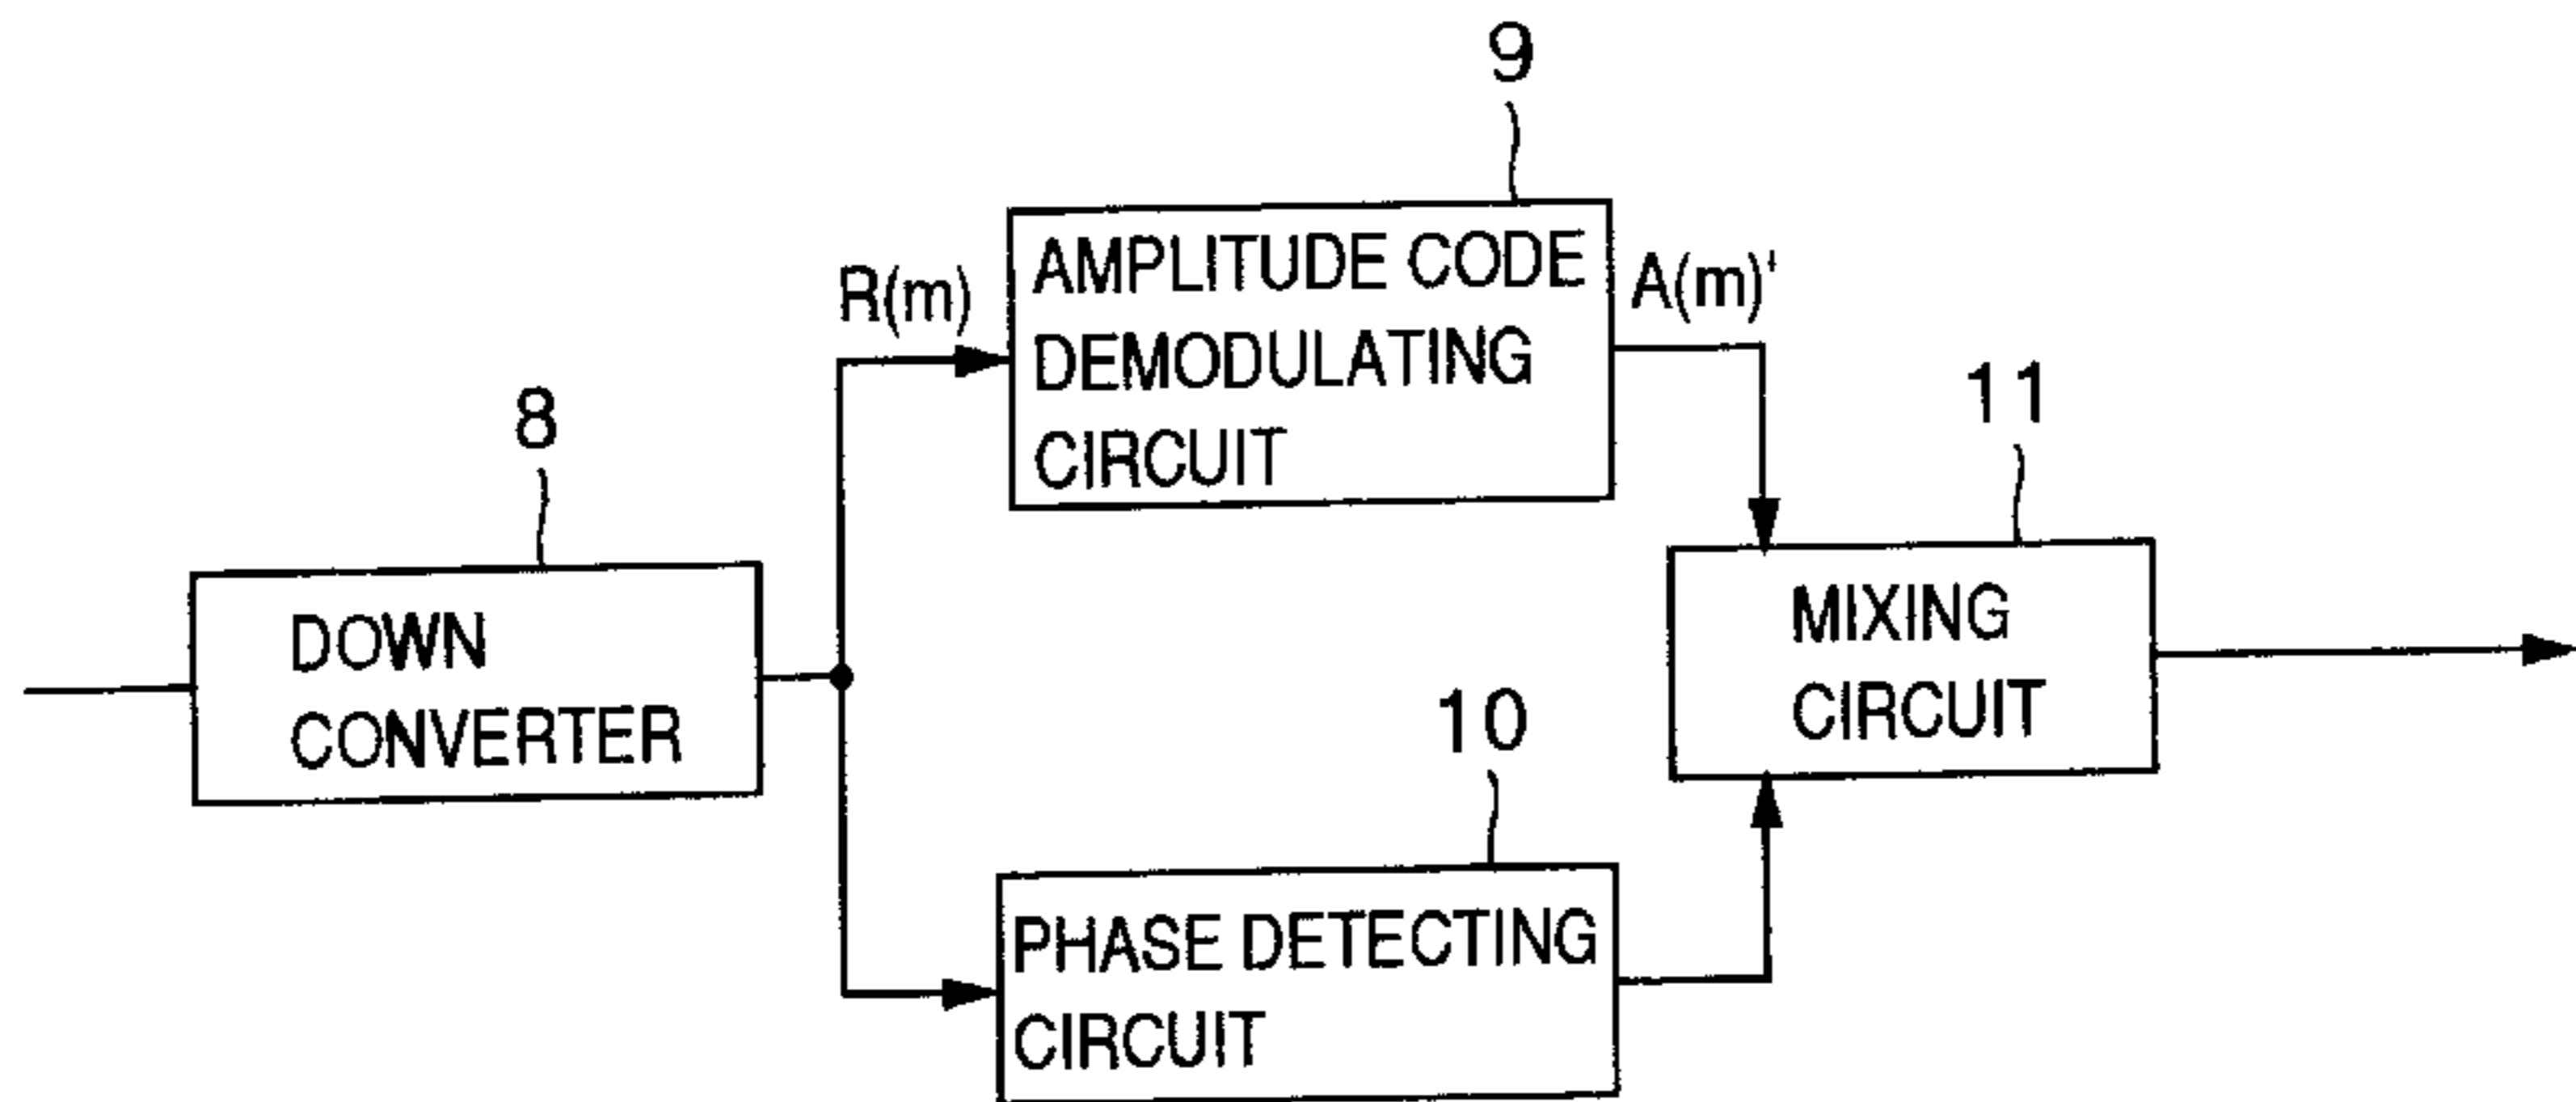 9
AMPLITUDE CODE
DEMODULATING
CIRCUIT
R(m)
A(m)'
8
11
DOWN
CONVERTER
MIXING
CIRCUIT
10
PHASE DETECTING
CIRCUIT